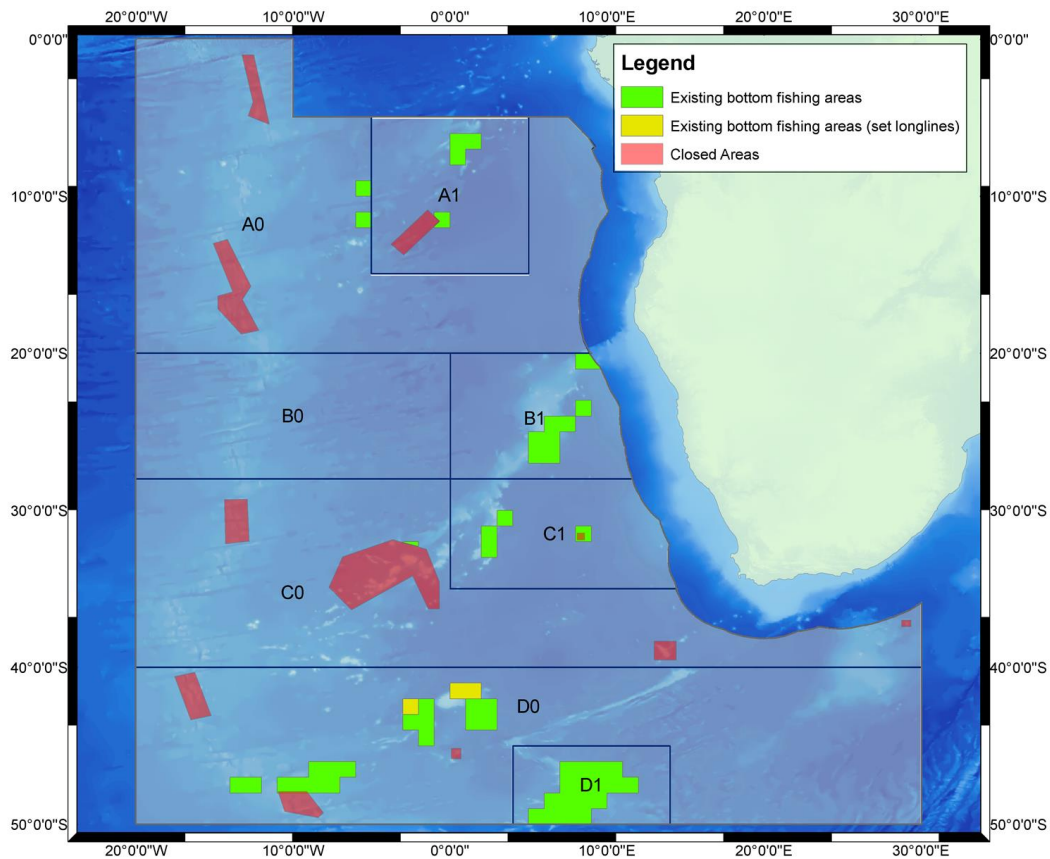 20°0'0"W 10°0'0"W 0°0'0" 10°0'0"E 20°0'0"E 30°0'0"E
0°0'0" 0°0'0"
Legend
Existing bottom fishing areas
Existing bottom fishing areas (set longlines)
Closed Areas
A1
10°0'0"S 10°0'0"S
A0
20°0'0"S 20°0'0"S
B0 B1
30°0'0"S 30°0'0"S
C1
C0
40°0'0"S 40°0'0"S
D0
D1
50°0'0"S 50°0'0"S
20°0'0"W 10°0'0"W 0°0'0" 10°0'0"E 20°0'0"E 30°0'0"E